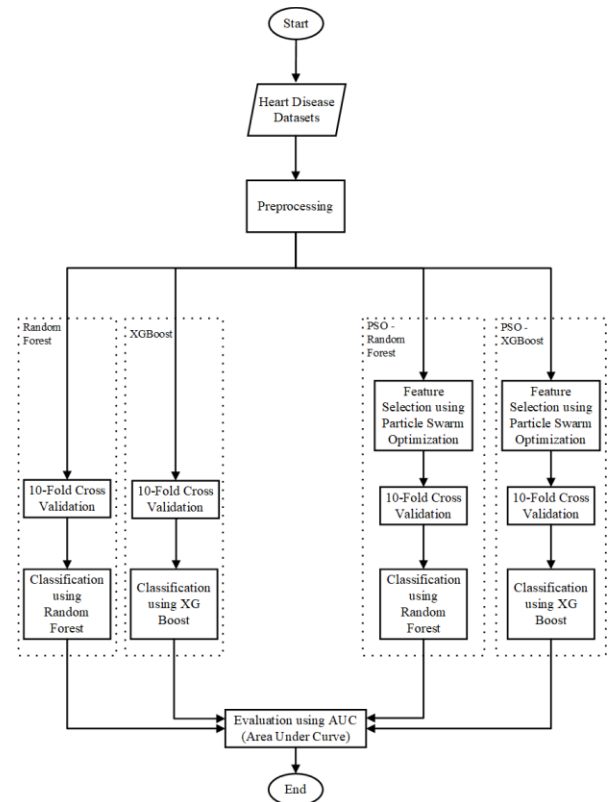 Start
Heart Disease
Datasets
Preprocessing
Random
Forest
XGBoost
PSO -
Random
Forest
PSO -
XGBoost
Feature
Selection using
Particle Swarm
Optimization
Feature
Selection using
Particle Swarm
Optimization
10-Fold Cross
Validation
10-Fold Cross
Validation
10-Fold Cross
Validation
10-Fold Cross
Validation
Classification
using
Random
Forest
Classification
using XG
Boost
Classification
using
Random
Forest
Classification
using XG
Boost
Evaluation using AUC
(Area Under Curve)
End